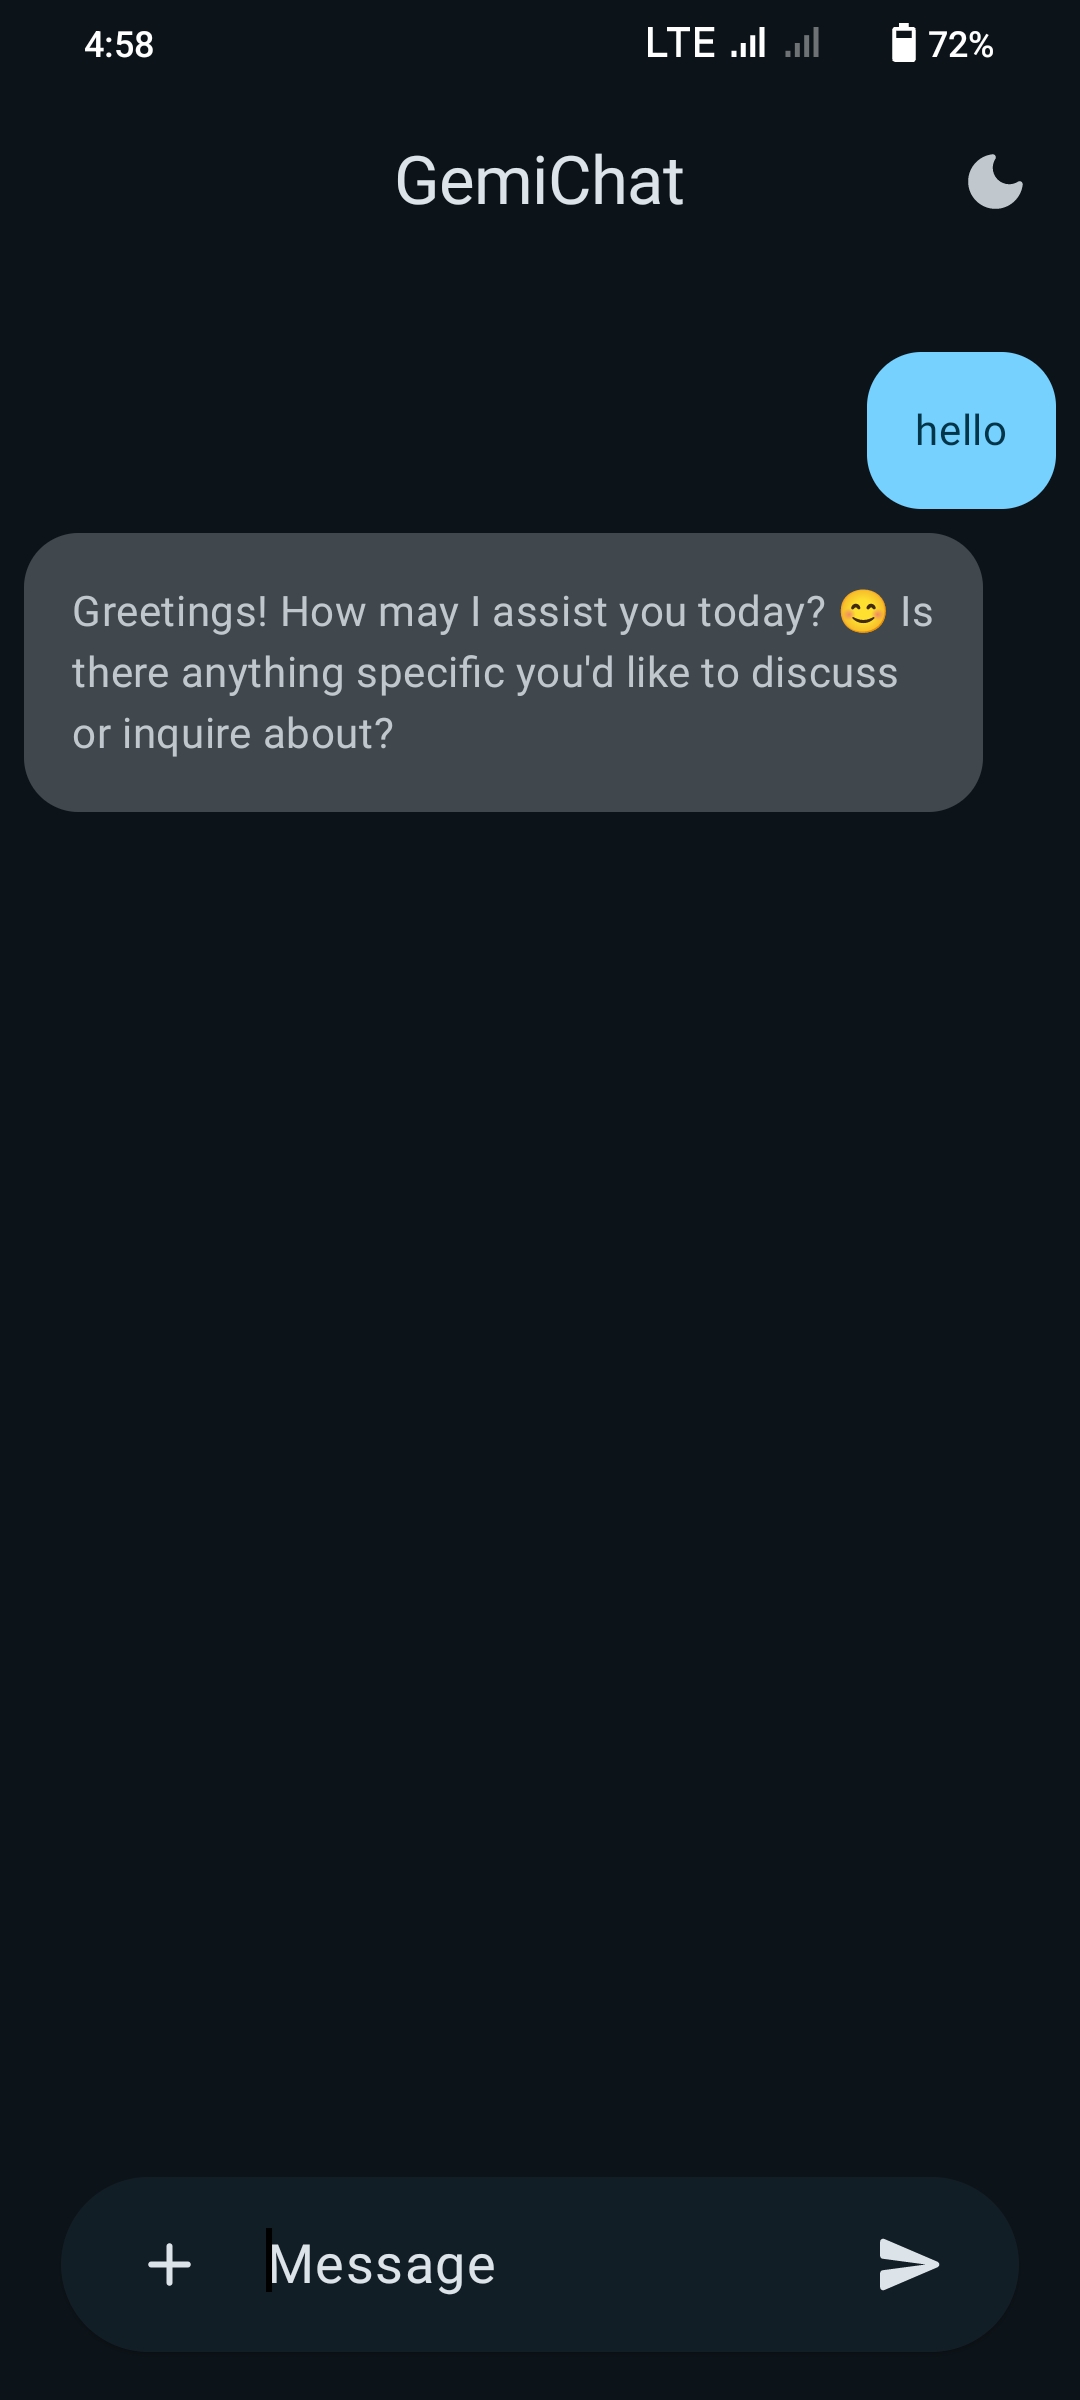 4:58
LTE
72%
GemiChat
hello
Greetings! How may I assist you today? 😊 Is
there anything specific you'd like to discuss
or inquire about?
Message